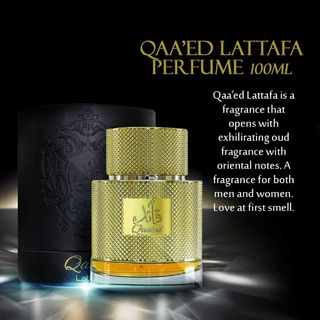 QAA'ED LATTAFA
PERFUME 100ML
Qaa'ed Lattafa is a
fragrance that
opens with
exhilirating oud
fragrance with
oriental notes. A
fragrance for both
men and women.
Love at first smell.
قائد
Qaa'ed